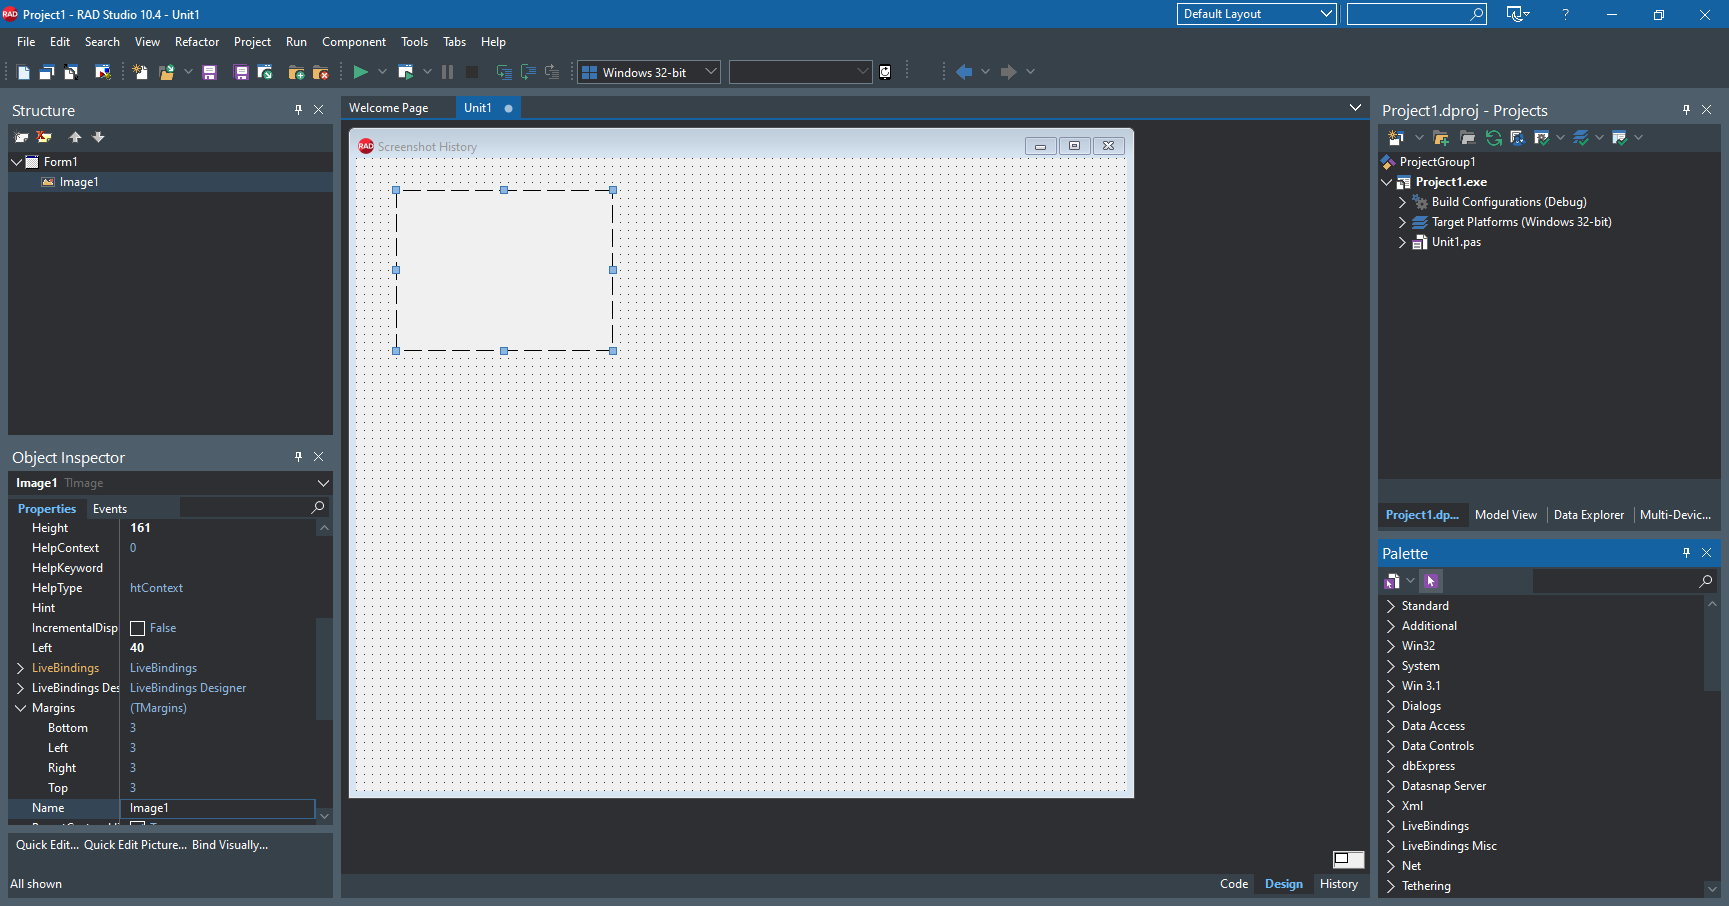 RAD Project1 - RAD Studio 10.4 - Unit1
Default Layout
?
File Edit Search View Refactor Project Run Component Tools Tabs Help
Windows 32-bit
Structure
Form1
Image1
Welcome Page Unit1
RAD Screenshot History
Project1.dproj - Projects
ProjectGroup1
Project1.exe
Build Configurations (Debug)
Target Platforms (Windows 32-bit)
Unit1.pas
Project1.dp... Model View Data Explorer Multi-Devic...
Object Inspector
Image1 TImage
Properties Events
Height 161
HelpContext 0
HelpKeyword
HelpType htContext
Hint
IncrementalDisp False
Left 40
LiveBindings LiveBindings
LiveBindings Des LiveBindings Designer
Margins (TMargins)
Bottom 3
Left 3
Right 3
Top 3
Name Image1
Quick Edit... Quick Edit Picture... Bind Visually...
All shown
Palette
Standard
Additional
Win32
System
Win 3.1
Dialogs
Data Access
Data Controls
dbExpress
Datasnap Server
Xml
LiveBindings
LiveBindings Misc
Net
Tethering
Code Design History